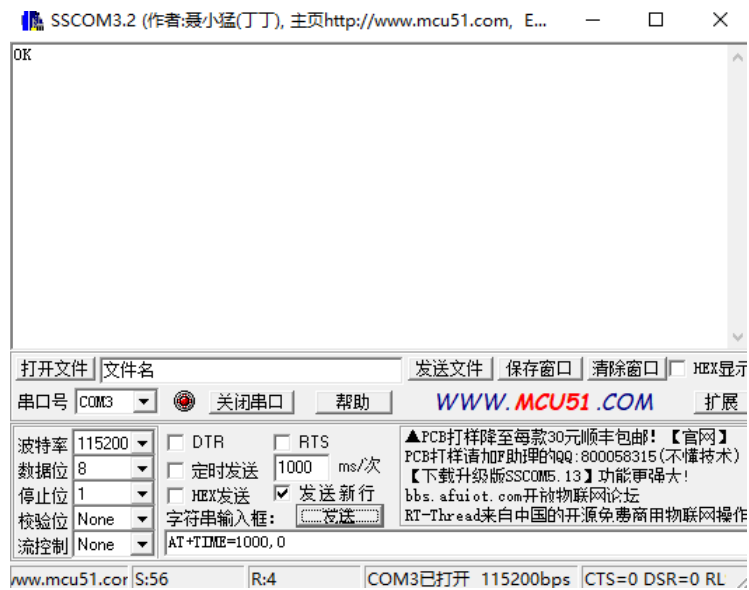 SSCOM3.2 (作者:聂小猛(丁丁), 主页http://www.mcu51.com, E...
OK
打开文件 文件名 发送文件 保存窗口 清除窗口 HEX显示
串口号 COM3 关闭串口 帮助 WWW.MCU51.COM 扩展
波特率 115200 DTR RTS
数据位 8 定时发送 1000 ms/次
停止位 1 HEX发送 发送新行
校验位 None 字符串输入框: 发送
流控制 None AT+TIME=1000,0
▲PCB打样降至每款30元顺丰包邮!【官网】
PCB打样请加F助理的QQ:800058315(不懂技术)
【下载升级版SSCOM5.13】功能更强大!
bbs.afuiot.com开放物联网论坛
RT-Thread来自中国的开源免费商用物联网操作
www.mcu51.cor S:56 R:4 COM3已打开 115200bps CTS=0 DSR=0 RL